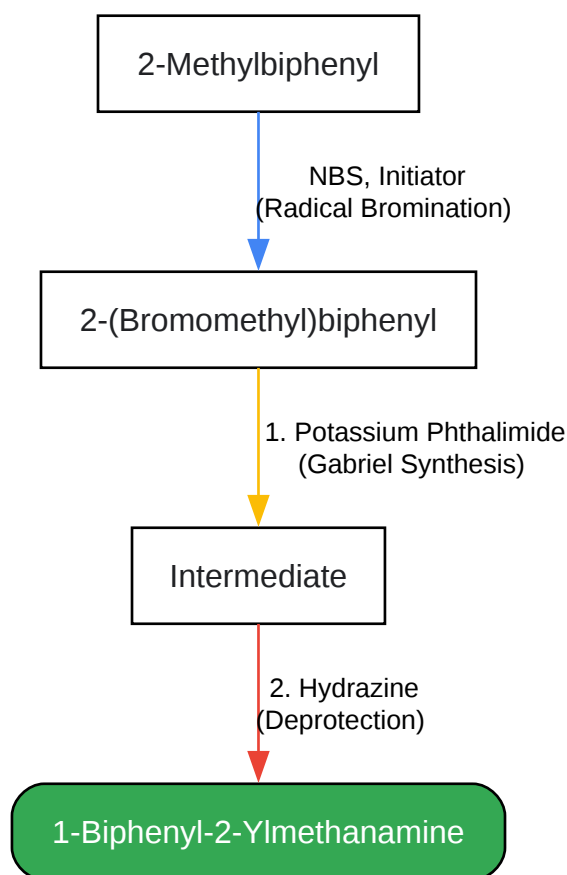 2-Methylbiphenyl
NBS, Initiator
(Radical Bromination)
2-(Bromomethyl)biphenyl
1. Potassium Phthalimide
(Gabriel Synthesis)
Intermediate
2. Hydrazine
(Deprotection)
1-Biphenyl-2-Ylmethanamine